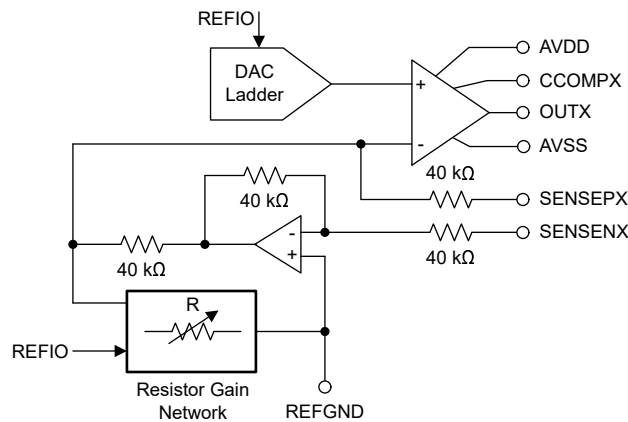 REFIO
DAC
Ladder
AVDD
CCOMPX
OUTX
AVSS
+
-
40 kΩ
SENSEPX
40 kΩ
SENSENX
40 kΩ
-
+
40 kΩ
R
REFIO
Resistor Gain
Network
REFGND